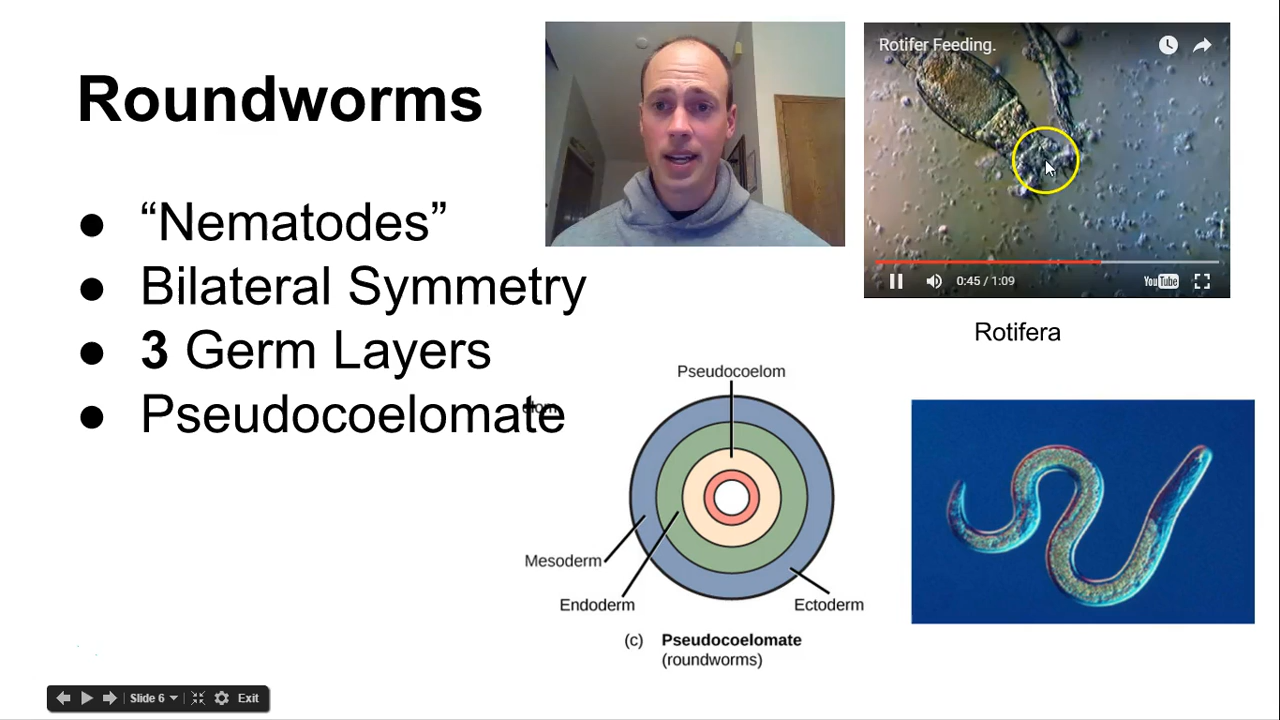 Roundworms
● “Nematodes”
● Bilateral Symmetry
● 3 Germ Layers
● Pseudocoelomate
Rotifer Feeding.
0:45 / 1:09
YouTube
Rotifera
Pseudocoelom
Mesoderm
Endoderm
Ectoderm
(c) Pseudocoelomate
(roundworms)
Slide 6
Exit